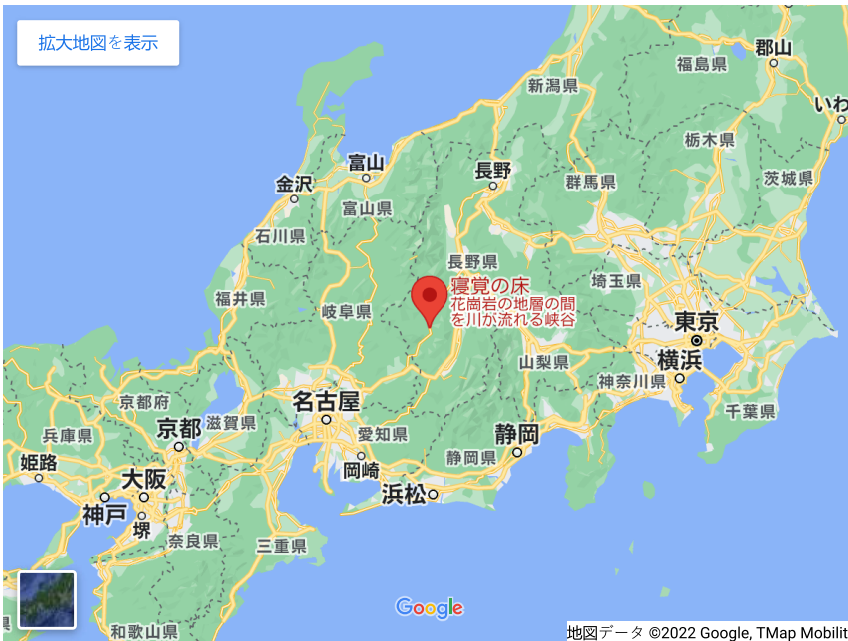 拡大地図を表示
郡山
福島県
新潟県
いわ
栃木県
富山
長野
金沢
群馬県
茨城県
富山県
石川県
長野県
埼玉県
寝覚の床
花崗岩の地層の間
を川が流れる峡谷
福井県
岐阜県
東京
山梨県
横浜
神奈川県
京都府
名古屋
千葉県
滋賀県
京都
愛知県
静岡
兵庫県
静岡県
姫路
岡崎
大阪
浜松
神戸
堺
奈良県
三重県
Google
県
和歌山県
地図データ ©2022 Google, TMap Mobilit